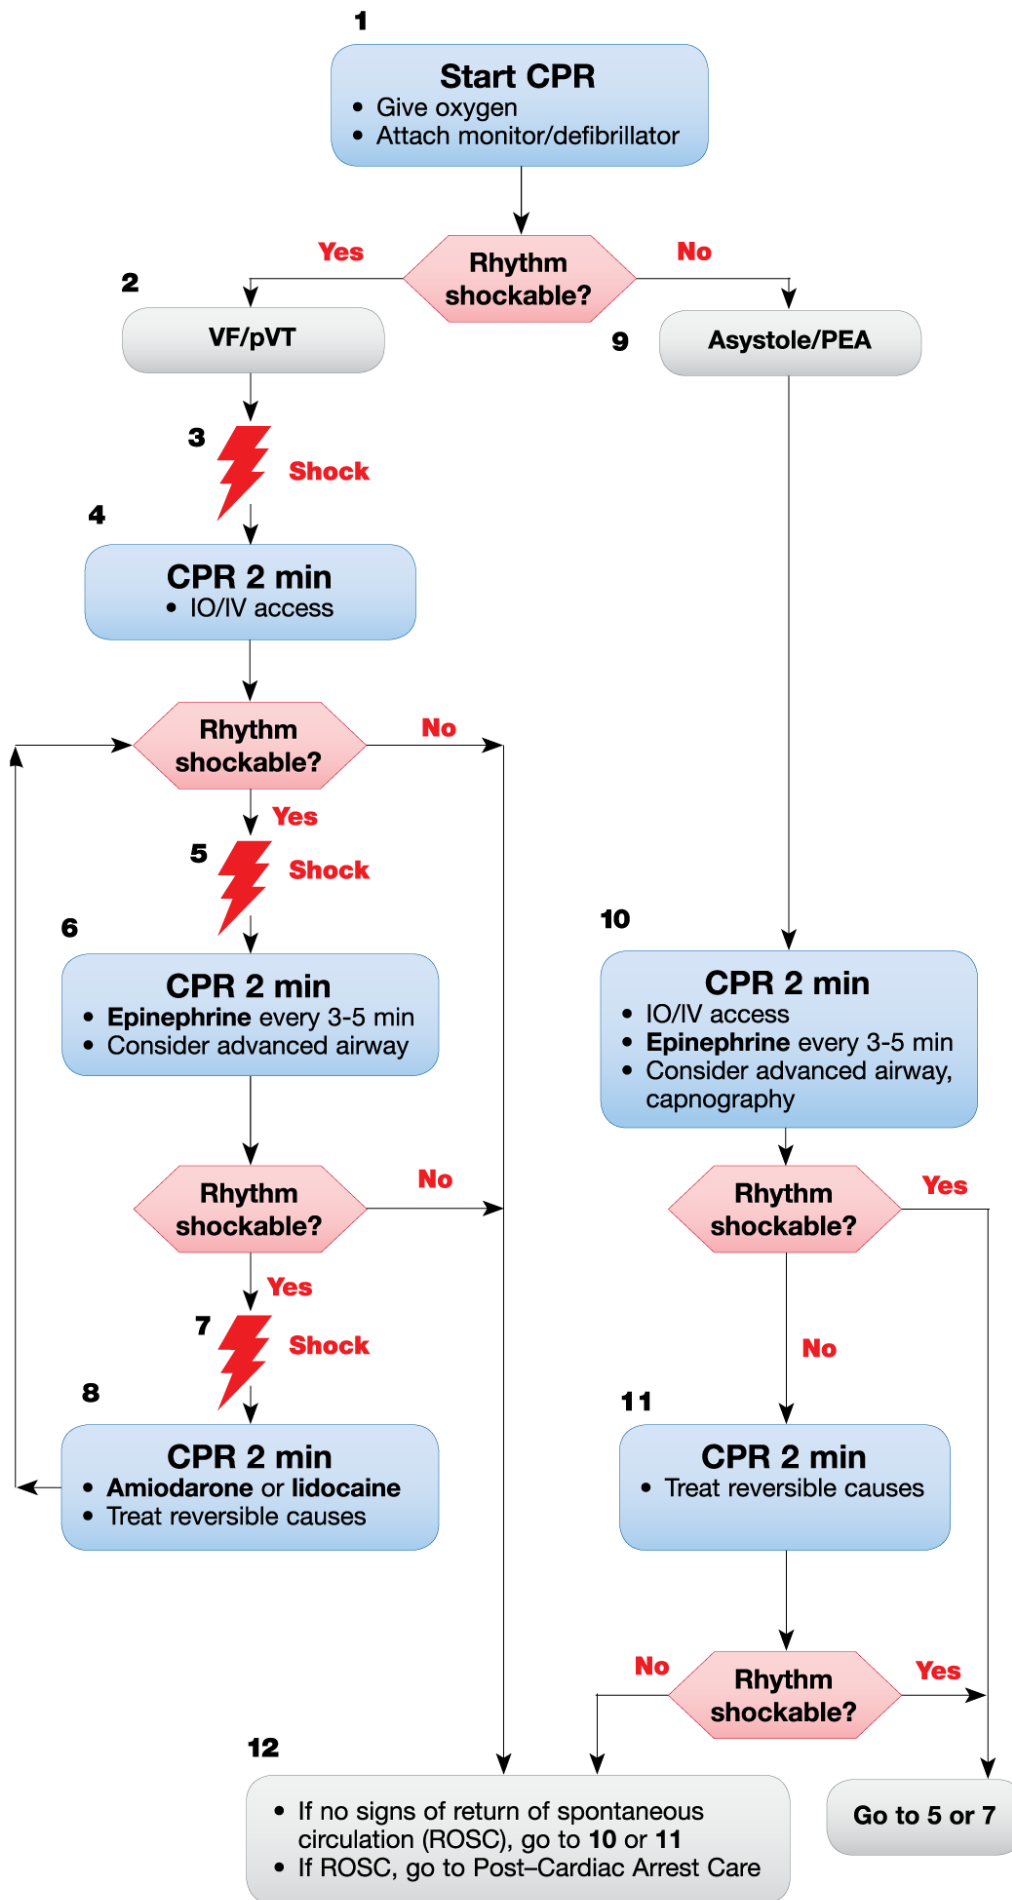 1
Start CPR
• Give oxygen
• Attach monitor/defibrillator
Rhythm
shockable?
Yes
No
2
VF/pVT
9
Asystole/PEA
3
Shock
4
CPR 2 min
• IO/IV access
Rhythm
shockable?
No
Yes
5
Shock
6
CPR 2 min
• Epinephrine every 3-5 min
• Consider advanced airway
Rhythm
shockable?
No
Yes
7
Shock
8
CPR 2 min
• Amiodarone or lidocaine
• Treat reversible causes
10
CPR 2 min
• IO/IV access
• Epinephrine every 3-5 min
• Consider advanced airway,
capnography
Rhythm
shockable?
Yes
No
11
CPR 2 min
• Treat reversible causes
Rhythm
shockable?
No
Yes
12
• If no signs of return of spontaneous
circulation (ROSC), go to 10 or 11
• If ROSC, go to Post–Cardiac Arrest Care
Go to 5 or 7